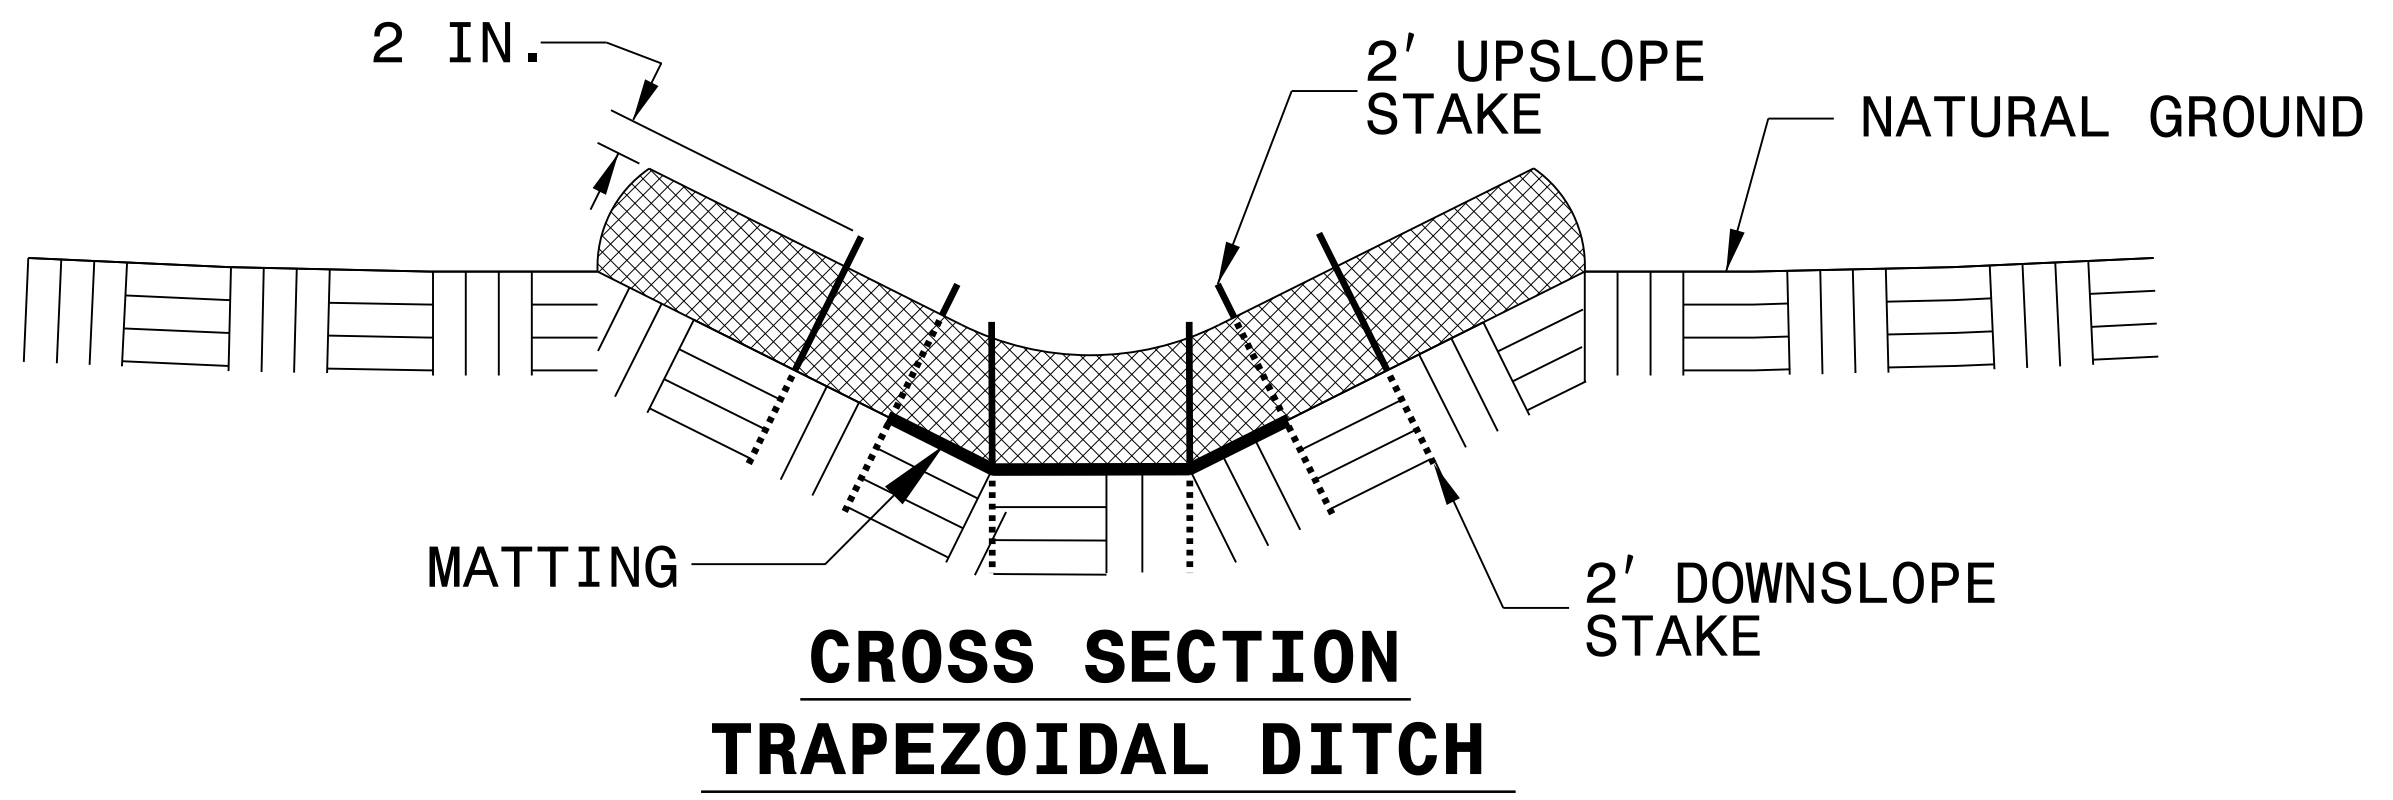 2 IN.
2' UPSLOPE
STAKE
NATURAL GROUND
MATTING
2' DOWNSLOPE
STAKE
CROSS SECTION
TRAPEZOIDAL DITCH